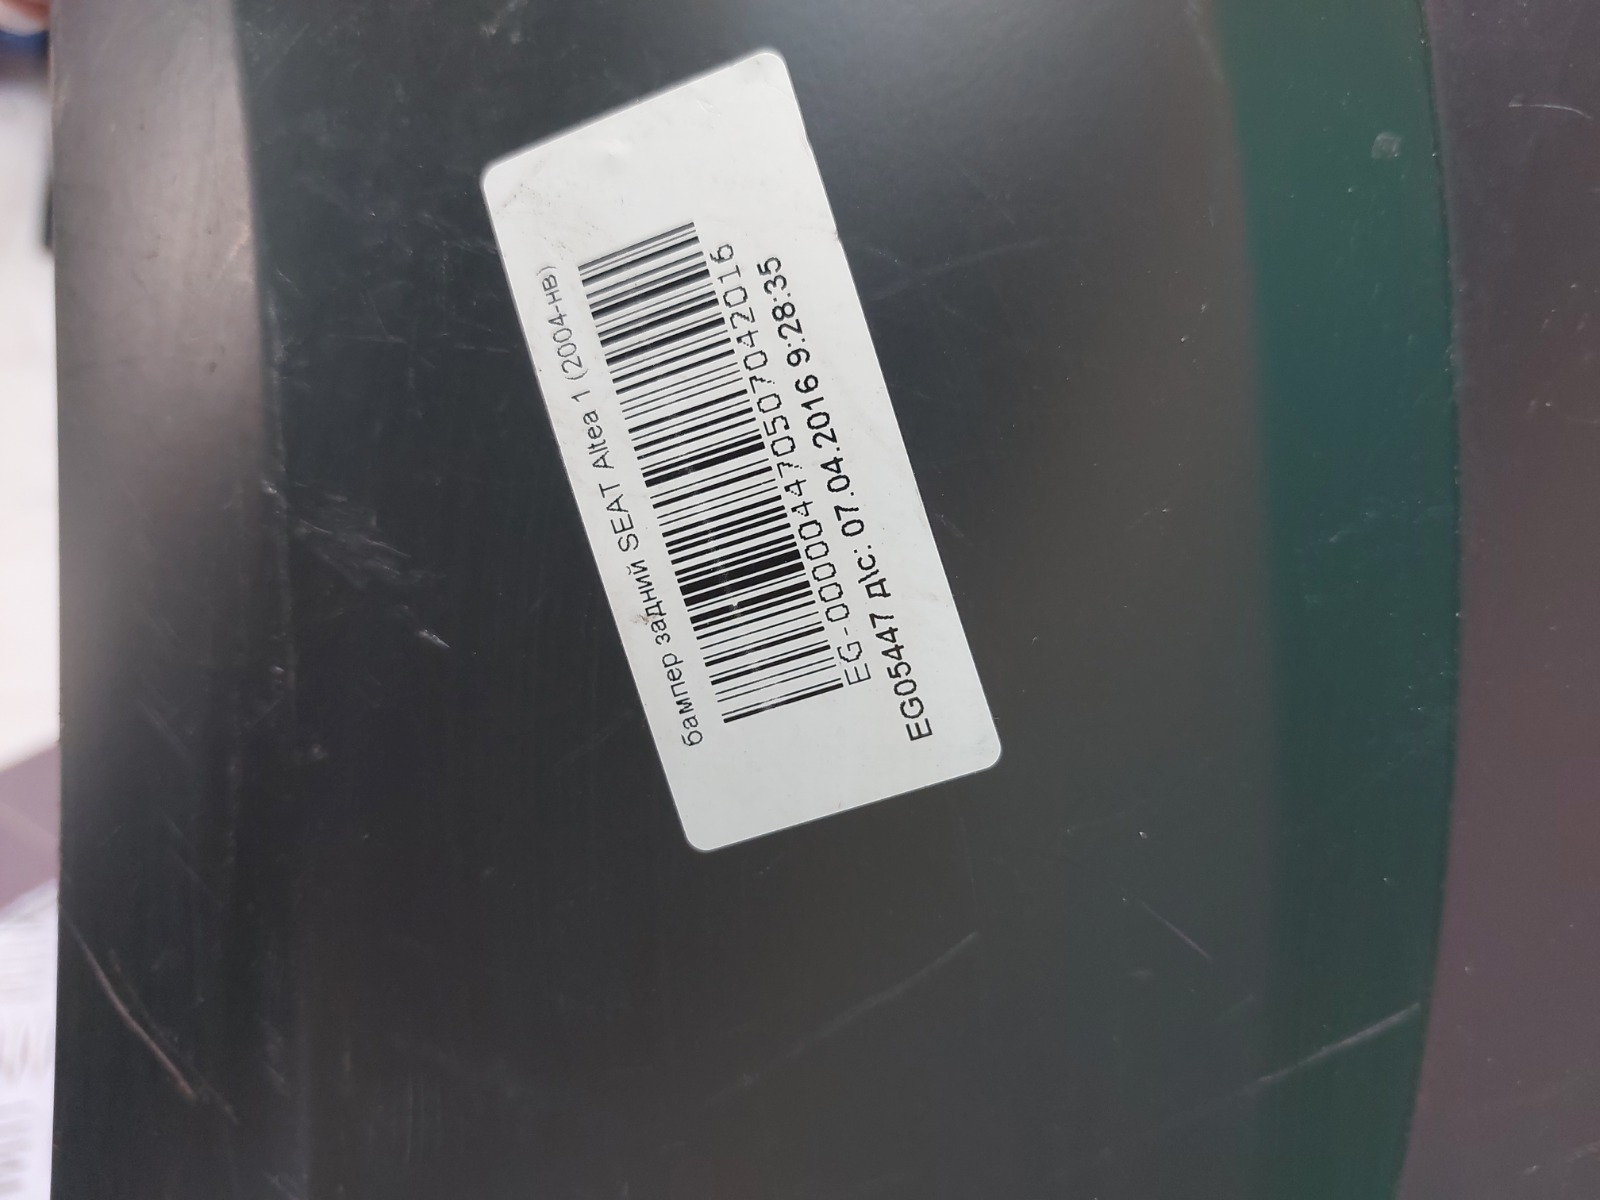 бампер задний SEAT Altea 1 (2004-нв)
EG-000004470507042016
EG05447 Д\с: 07.04.2016 9:28:35